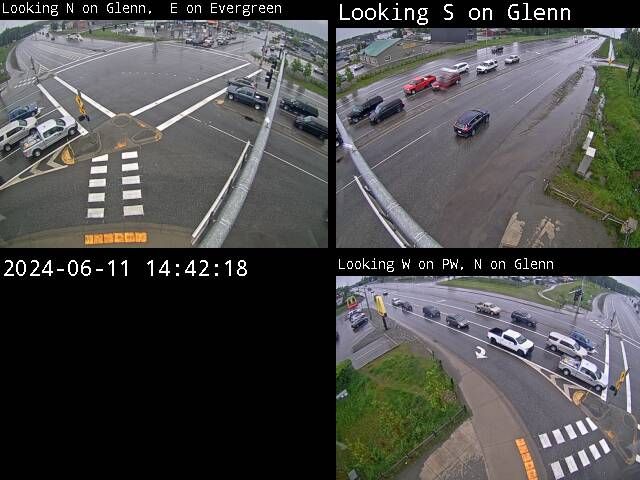 Looking N on Glenn,  E on Evergreen
Looking S on Glenn
2024-06-11 14:42:18
Looking W on PW, N on Glenn